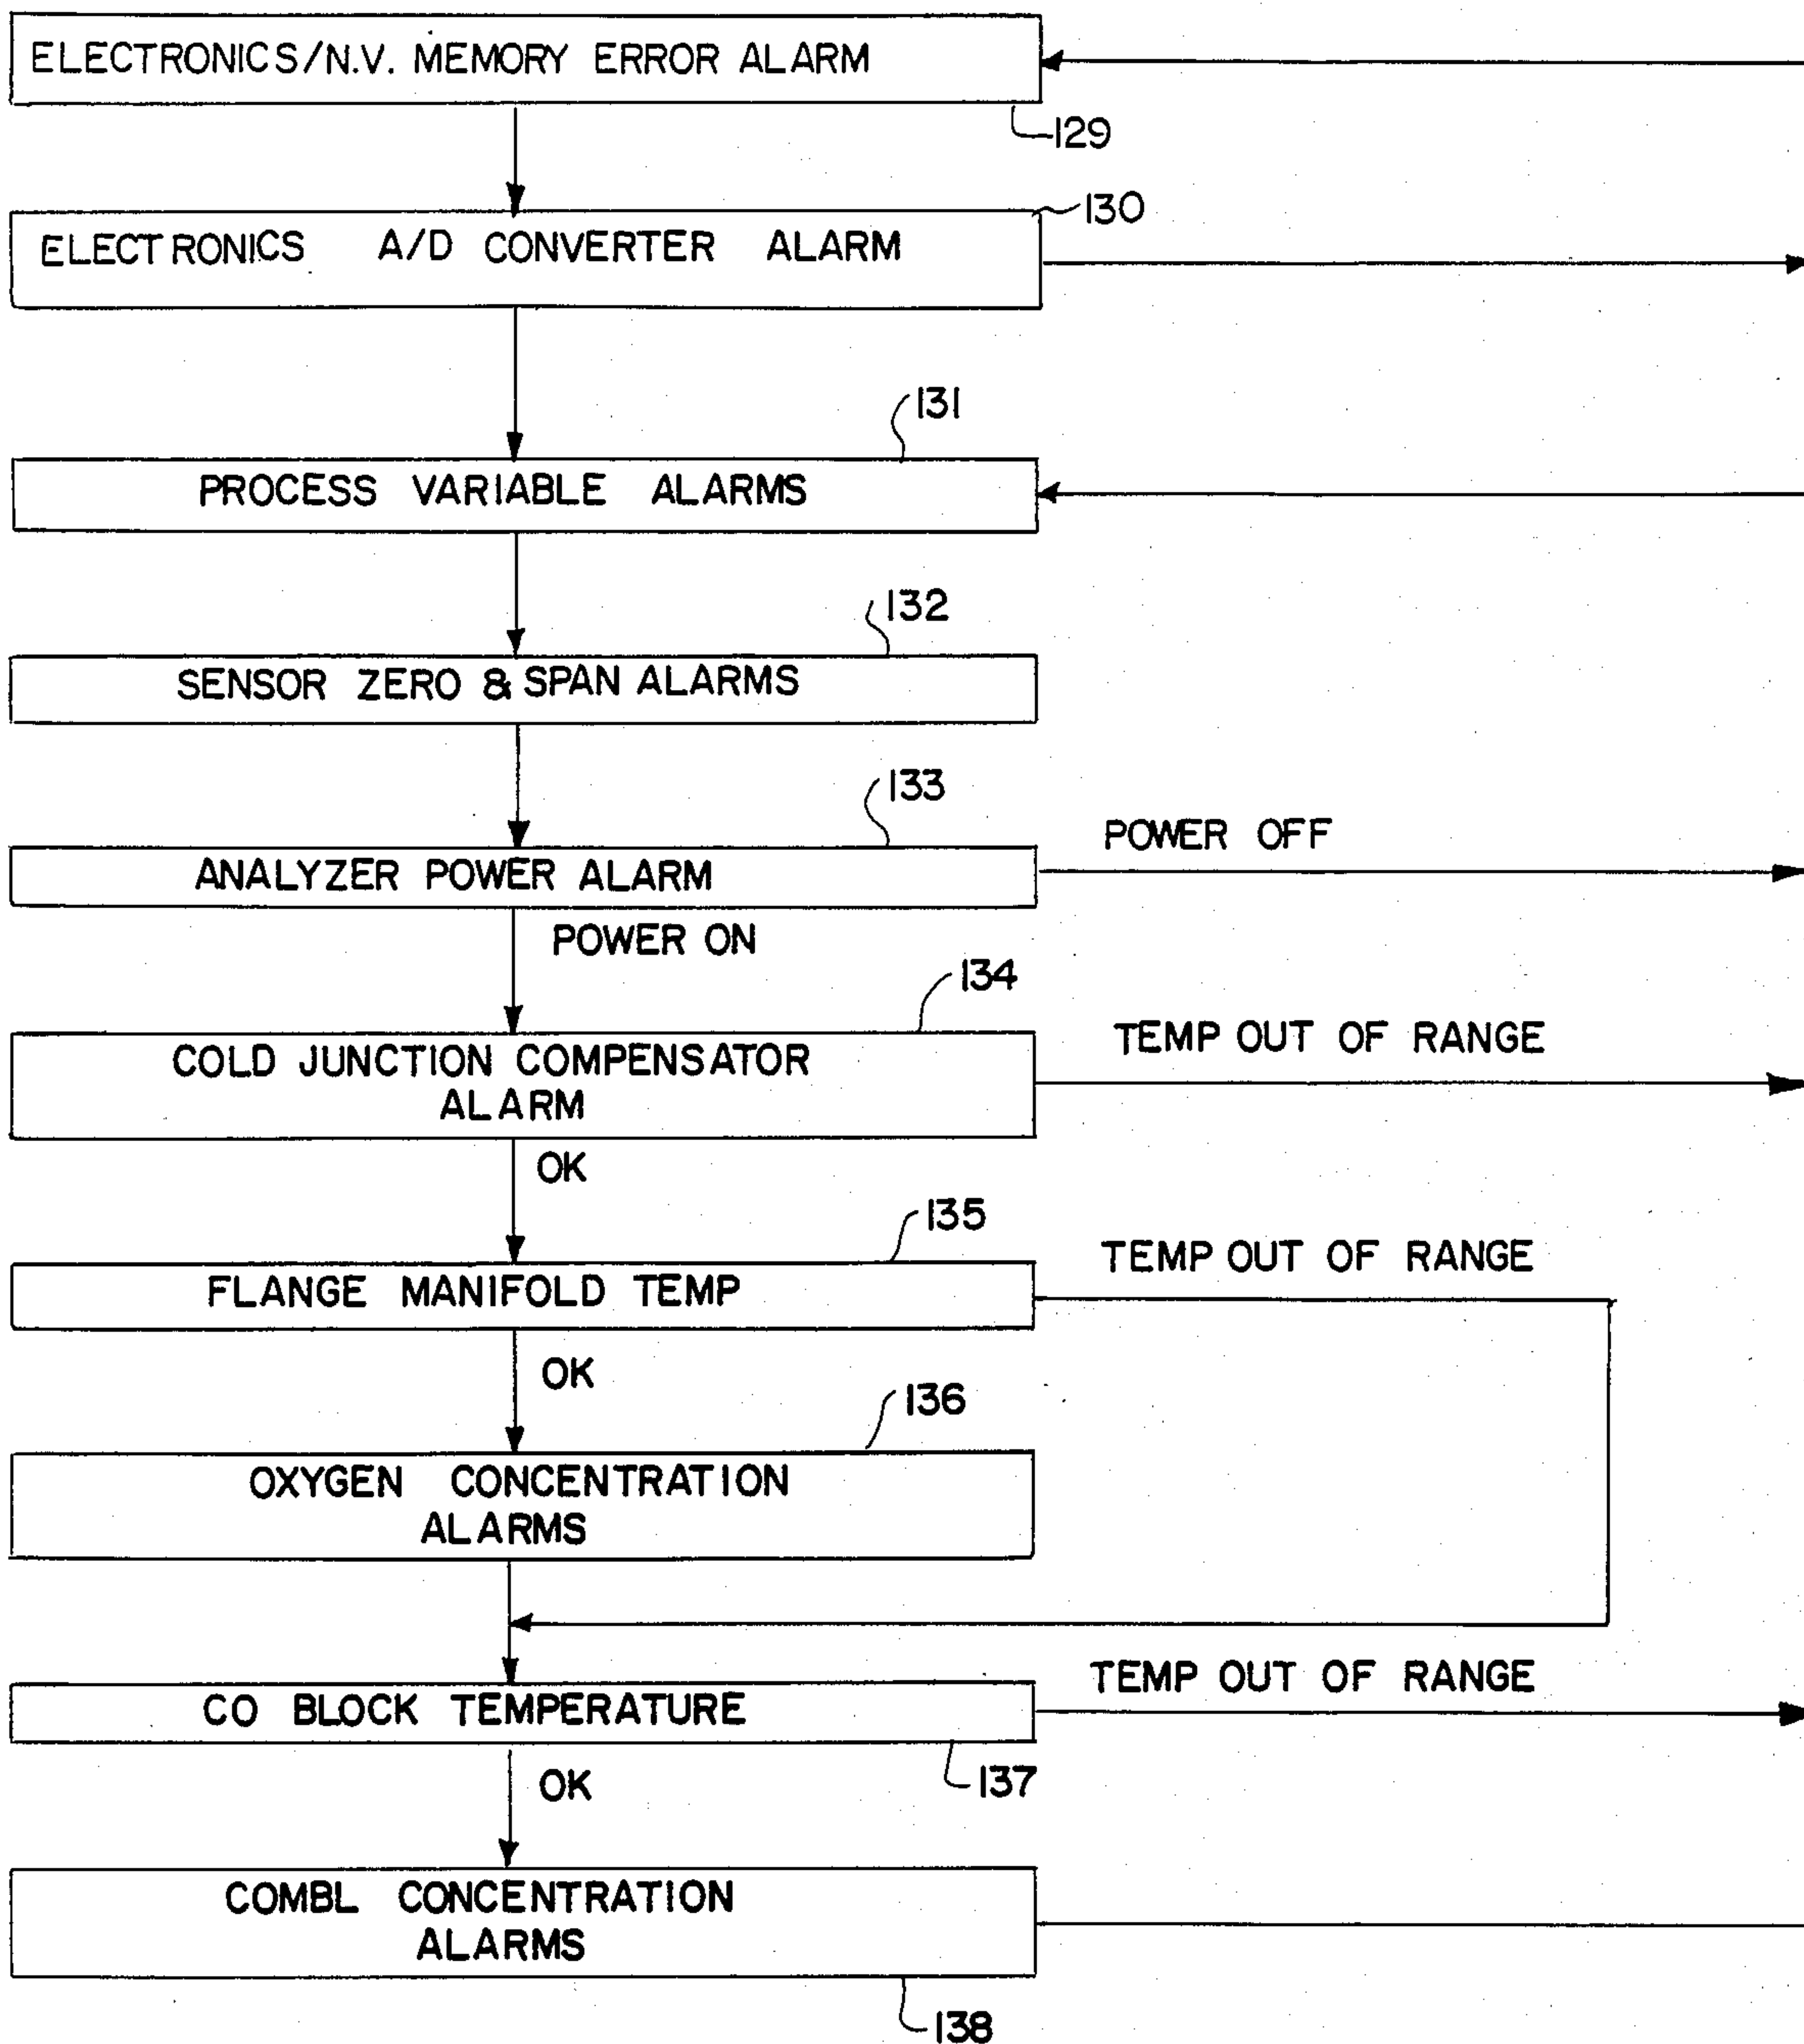 ELECTRONICS/N.V. MEMORY ERROR ALARM
129
130
ELECTRONICS A/D CONVERTER ALARM
131
PROCESS VARIABLE ALARMS
132
SENSOR ZERO & SPAN ALARMS
133
POWER OFF
ANALYZER POWER ALARM
POWER ON
134
TEMP OUT OF RANGE
COLD JUNCTION COMPENSATOR
ALARM
OK
135
TEMP OUT OF RANGE
FLANGE MANIFOLD TEMP
OK
136
OXYGEN CONCENTRATION
ALARMS
TEMP OUT OF RANGE
CO BLOCK TEMPERATURE
137
OK
COMBL CONCENTRATION
ALARMS
138